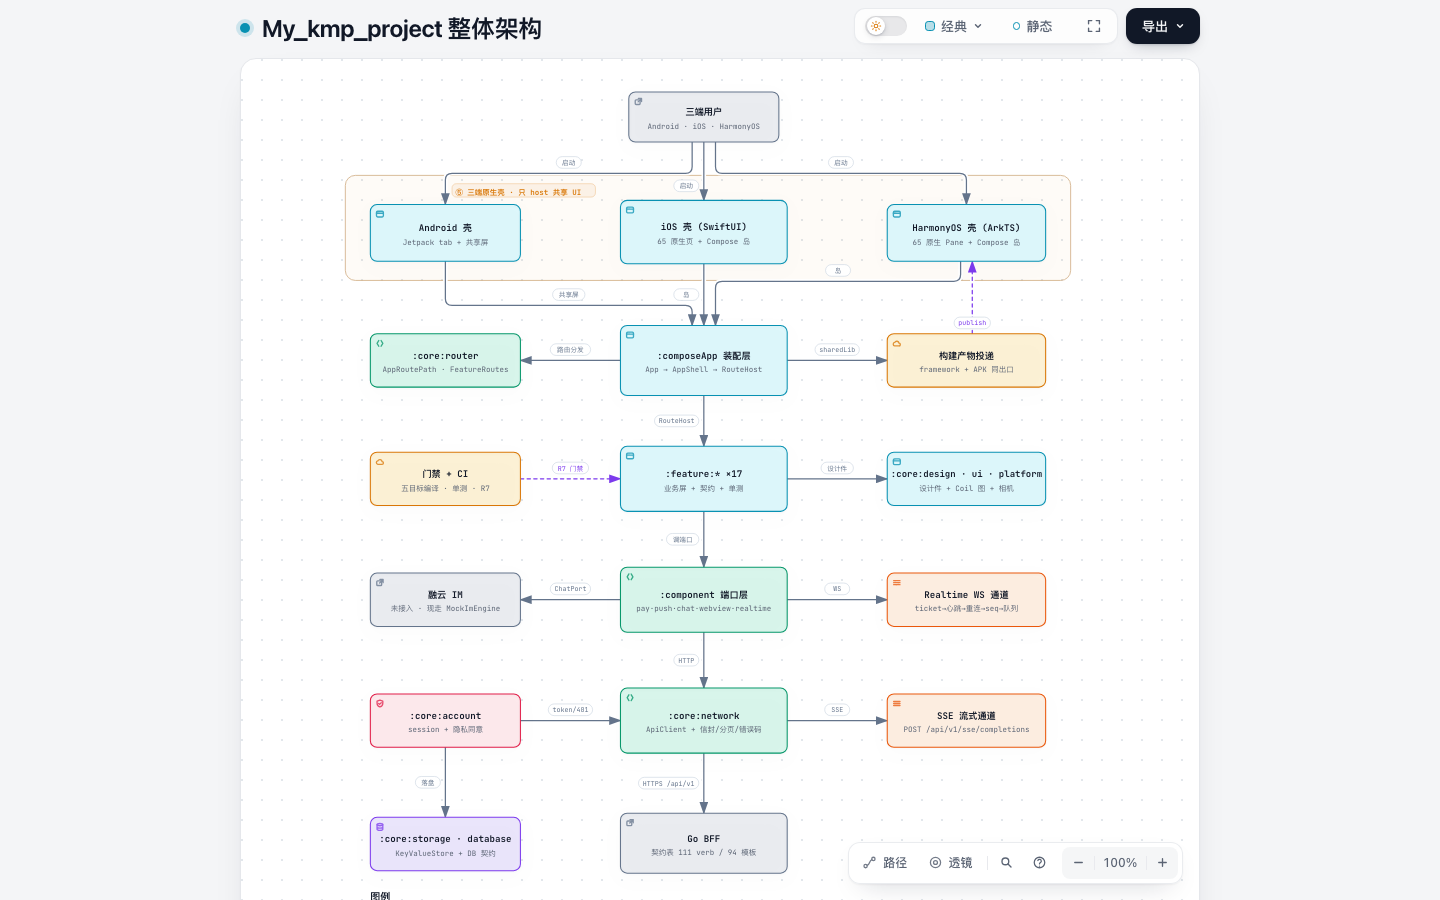 My_kmp_project 整体架构
经典
静态
导出
三端用户
Android · iOS · HarmonyOS
启动
启动
启动
⑤ 三端原生壳 · 只 host 共享 UI
Android 壳
Jetpack tab + 共享屏
iOS 壳 (SwiftUI)
65 原生页 + Compose 岛
HarmonyOS 壳 (ArkTS)
65 原生 Pane + Compose 岛
岛
共享屏
岛
publish
:core:router
AppRoutePath · FeatureRoutes
路由分发
:composeApp 装配层
App → AppShell → RouteHost
sharedLib
构建产物投递
framework + APK 同出口
RouteHost
门禁 + CI
五目标编译 · 单测 · R7
R7 门禁
:feature:* ×17
业务屏 + 契约 + 单测
设计件
:core:design · ui · platform
设计件 + Coil 图 + 相机
调端口
融云 IM
未接入 · 现走 MockImEngine
ChatPort
:component 端口层
pay·push·chat·webview·realtime
WS
Realtime WS 通道
ticket→心跳→重连→seq→队列
HTTP
:core:account
session + 隐私同意
token/401
:core:network
ApiClient + 信封/分页/错误码
SSE
SSE 流式通道
POST /api/v1/sse/completions
落盘
HTTPS /api/v1
:core:storage · database
KeyValueStore + DB 契约
Go BFF
契约表 111 verb / 94 模板
路径
透镜
100%
图例